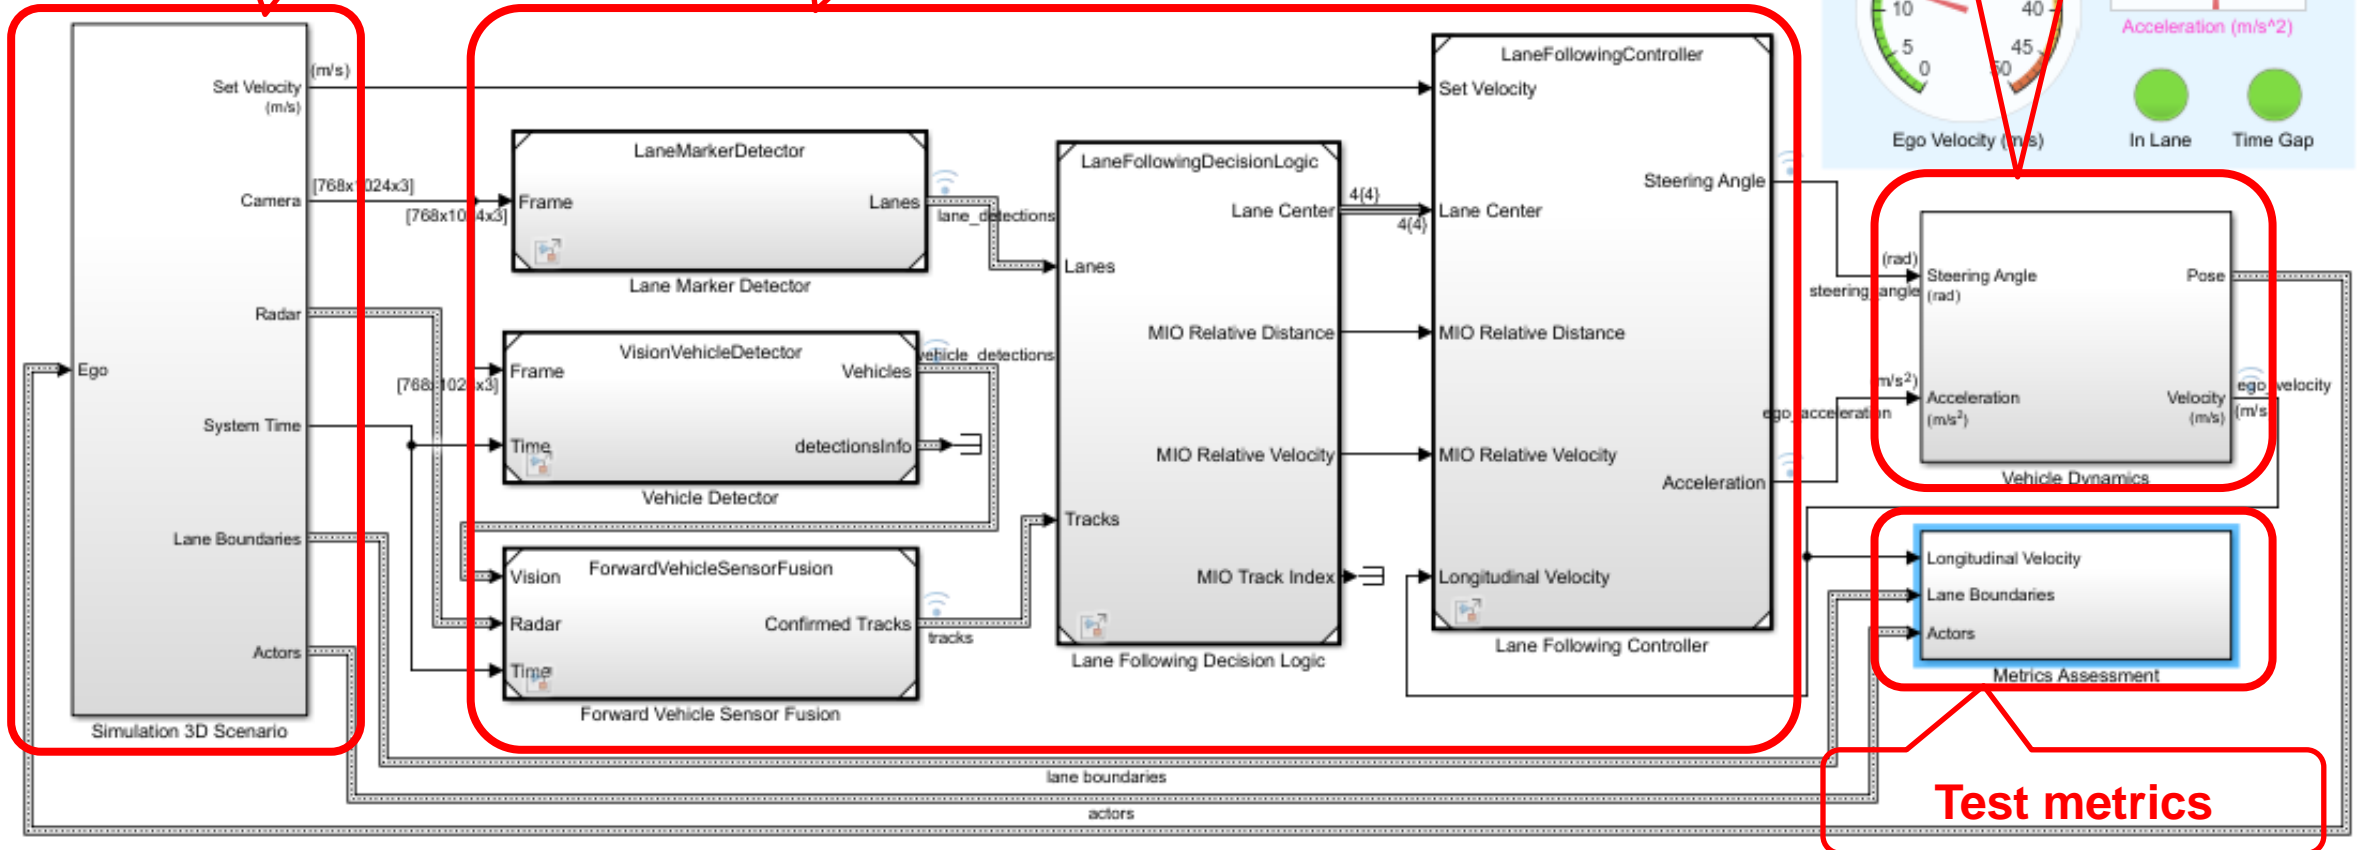 Set Velocity
(m/s)
Camera
Radar
Ego
System Time
Lane Boundaries
Actors
Simulation 3D Scenario
(m/s)
[768x1024x3]
[768x1024x3]
[768x1024x3]
LaneMarkerDetector
Frame
Lanes
Lane Marker Detector
lane_detections
VisionVehicleDetector
Frame
Vehicles
Time
detectionsInfo
Vehicle Detector
vehicle_detections
ForwardVehicleSensorFusion
Vision
Radar
Confirmed Tracks
Time
Forward Vehicle Sensor Fusion
tracks
LaneFollowingDecisionLogic
Lane Center
Lanes
MIO Relative Distance
MIO Relative Velocity
Tracks
MIO Track Index
Lane Following Decision Logic
4{4}
4{4}
LaneFollowingController
Set Velocity
Steering Angle
Lane Center
MIO Relative Distance
MIO Relative Velocity
Acceleration
Longitudinal Velocity
Lane Following Controller
10
5
0
40
45
50
Ego Velocity (m/s)
Acceleration (m/s^2)
In Lane
Time Gap
(rad)
steering_angle
(m/s²)
ego_acceleration
Steering Angle
(rad)
Pose
Acceleration
(m/s²)
Velocity
(m/s)
Vehicle Dynamics
ego_velocity
(m/s)
Longitudinal Velocity
Lane Boundaries
Actors
Metrics Assessment
lane boundaries
actors
Test metrics